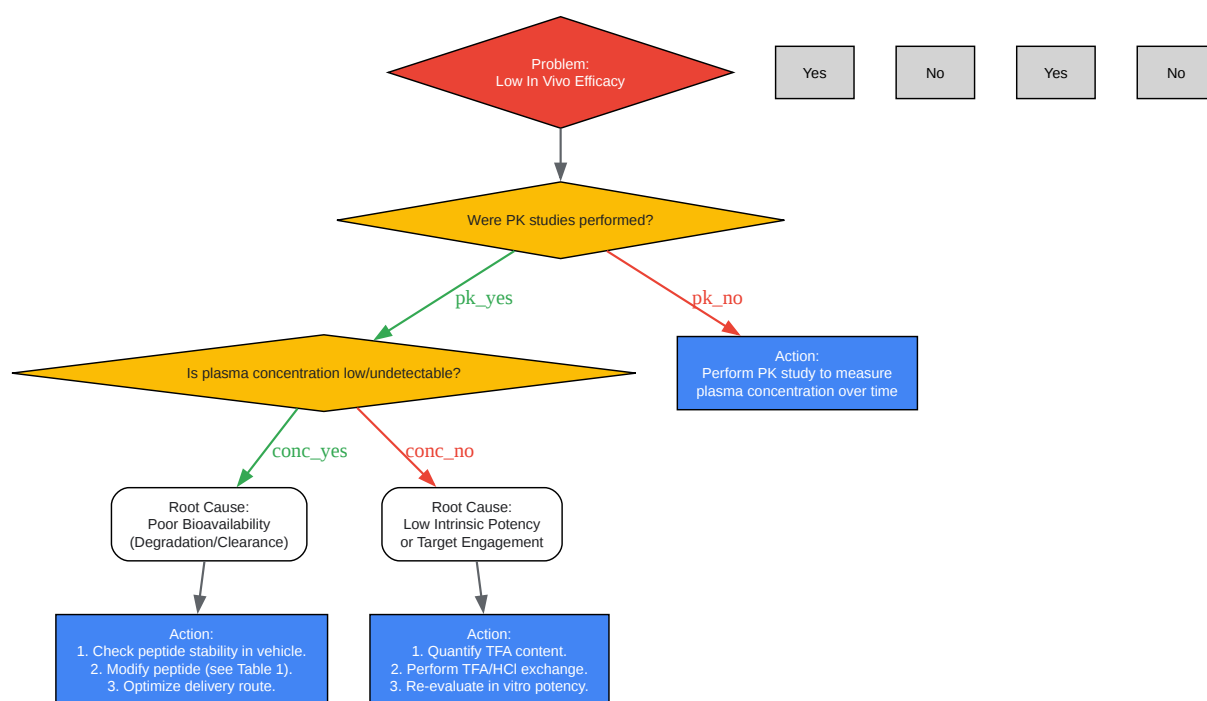 Problem:
Low In Vivo Efficacy
Yes
No
Yes
No
Were PK studies performed?
pk_yes
pk_no
Is plasma concentration low/undetectable?
Action:
Perform PK study to measure
plasma concentration over time
conc_yes
conc_no
Root Cause:
Poor Bioavailability
(Degradation/Clearance)
Root Cause:
Low Intrinsic Potency
or Target Engagement
Action:
1. Check peptide stability in vehicle.
2. Modify peptide (see Table 1).
3. Optimize delivery route.
Action:
1. Quantify TFA content.
2. Perform TFA/HCl exchange.
3. Re-evaluate in vitro potency.